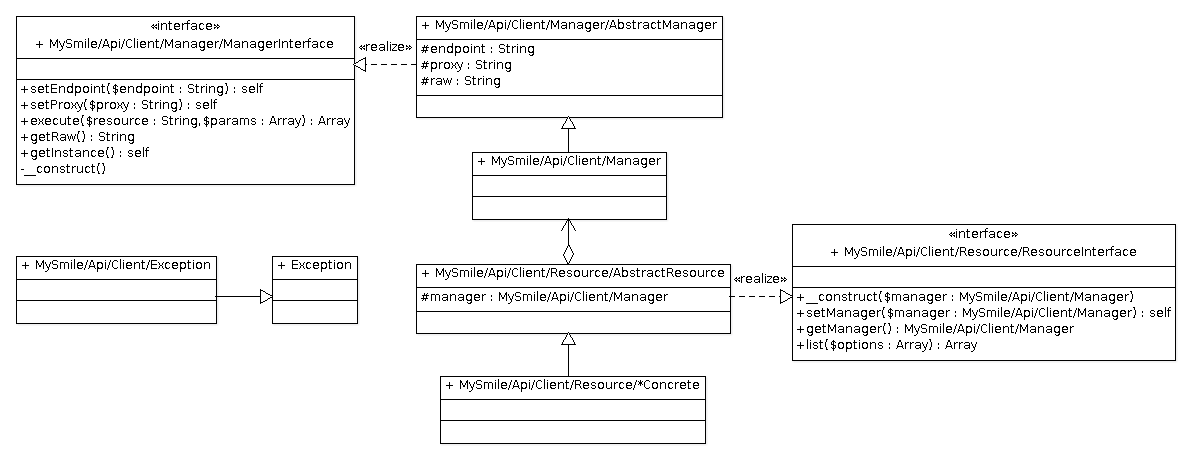 «interface»
+ MySmile/Api/Client/Manager/ManagerInterface
+setEndpoint($endpoint : String) : self
+setProxy($proxy : String) : self
+execute($resource : String,$params : Array) : Array
+getRaw() : String
+getInstance() : self
-__construct()
«realize»
+ MySmile/Api/Client/Manager/AbstractManager
#endpoint : String
#proxy : String
#raw : String
+ MySmile/Api/Client/Manager
+ MySmile/Api/Client/Exception
+ Exception
+ MySmile/Api/Client/Resource/AbstractResource
#manager : MySmile/Api/Client/Manager
«realize»
«interface»
+ MySmile/Api/Client/Resource/ResourceInterface
+__construct($manager : MySmile/Api/Client/Manager)
+setManager($manager : MySmile/Api/Client/Manager) : self
+getManager() : MySmile/Api/Client/Manager
+list($options : Array) : Array
+ MySmile/Api/Client/Resource/*Concrete